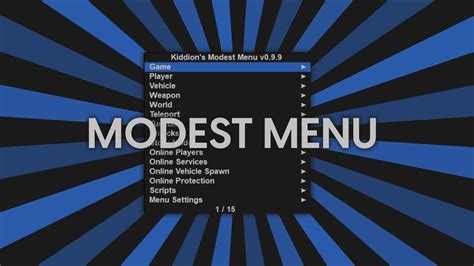 Kiddion's Modest Menu v0.9.9
Game
Player
Vehicle
Weapon
World
Teleport
MODEST MENU
Online Players
Online Services
Online Vehicle Spawn
Online Protection
Scripts
Menu Settings
1 / 15